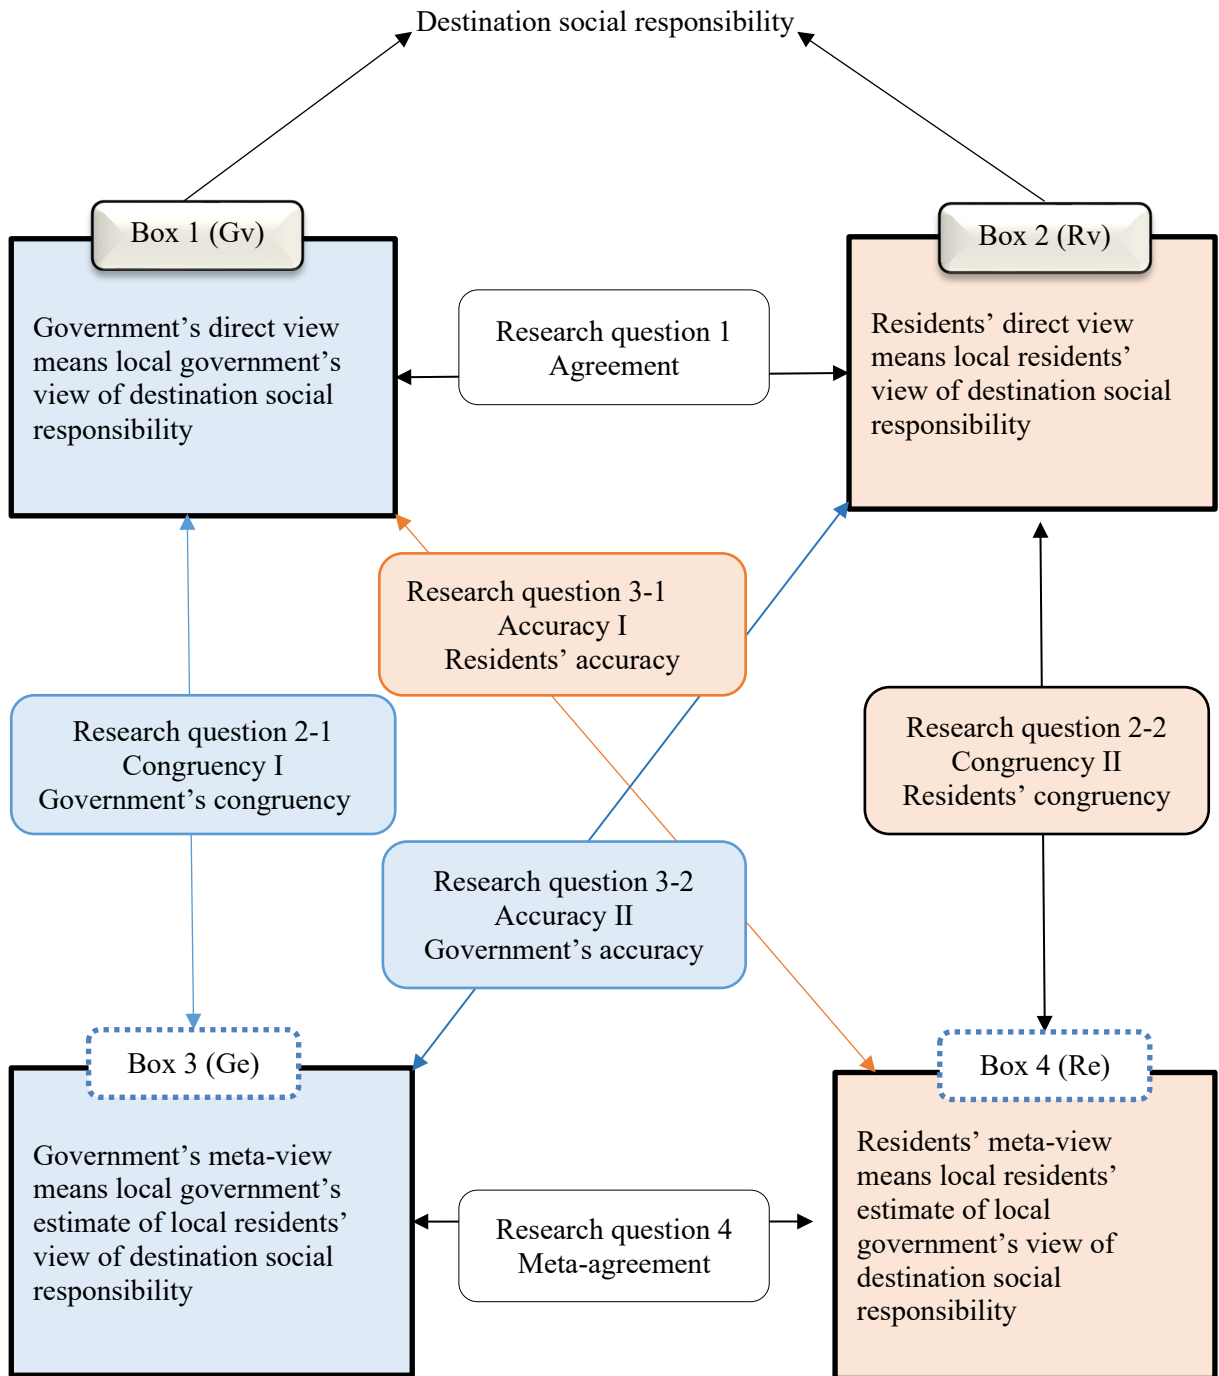 Destination social responsibility
Box 1 (Gv)
Box 2 (Rv)
Government’s direct view
means local government’s
view of destination social
responsibility
Research question 1
Agreement
Residents’ direct view
means local residents’
view of destination social
responsibility
Research question 3-1
Accuracy I
Residents’ accuracy
Research question 2-1
Congruency I
Government’s congruency
Research question 2-2
Congruency II
Residents’ congruency
Research question 3-2
Accuracy II
Government’s accuracy
Box 3 (Ge)
Box 4 (Re)
Government’s meta-view
means local government’s
estimate of local residents’
view of destination social
responsibility
Research question 4
Meta-agreement
Residents’ meta-view
means local residents’
estimate of local
government’s view of
destination social
responsibility